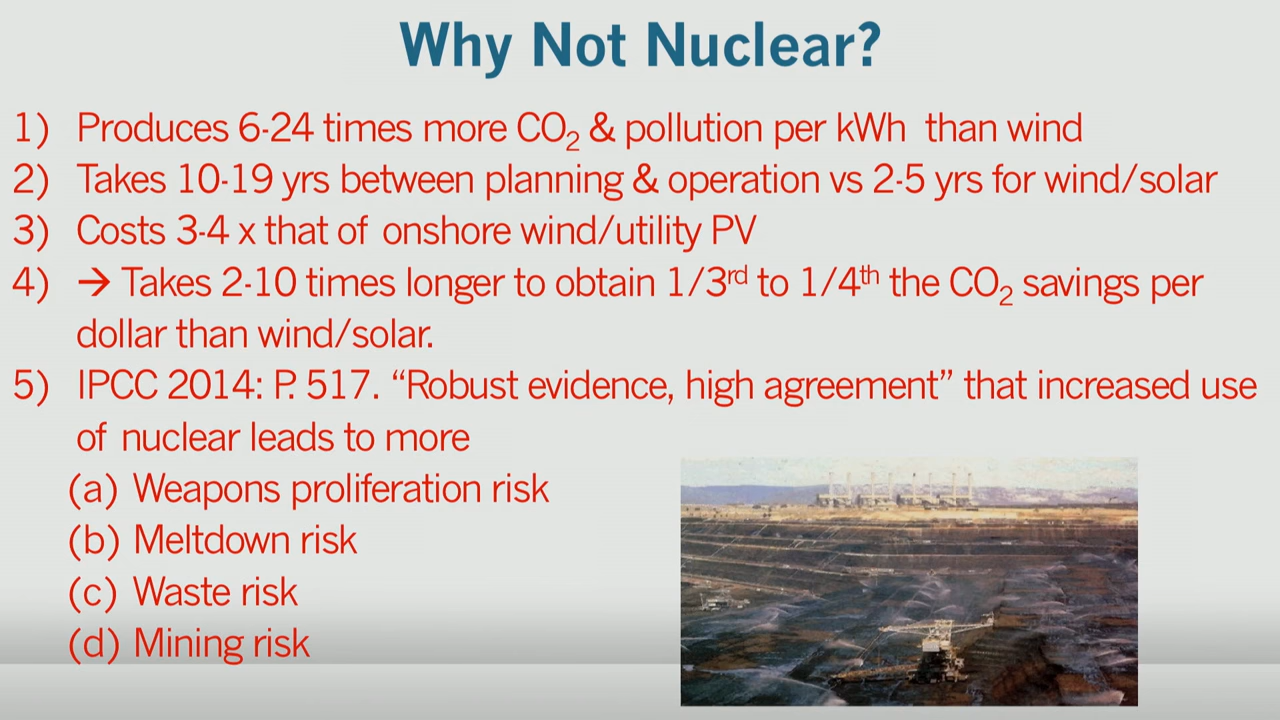 Why Not Nuclear?
1) Produces 6-24 times more CO₂ & pollution per kWh than wind
2) Takes 10-19 yrs between planning & operation vs 2-5 yrs for wind/solar
3) Costs 3-4 x that of onshore wind/utility PV
4) → Takes 2-10 times longer to obtain 1/3rd to 1/4th the CO₂ savings per
dollar than wind/solar.
5) IPCC 2014: P. 517. “Robust evidence, high agreement” that increased use
of nuclear leads to more
(a) Weapons proliferation risk
(b) Meltdown risk
(c) Waste risk
(d) Mining risk